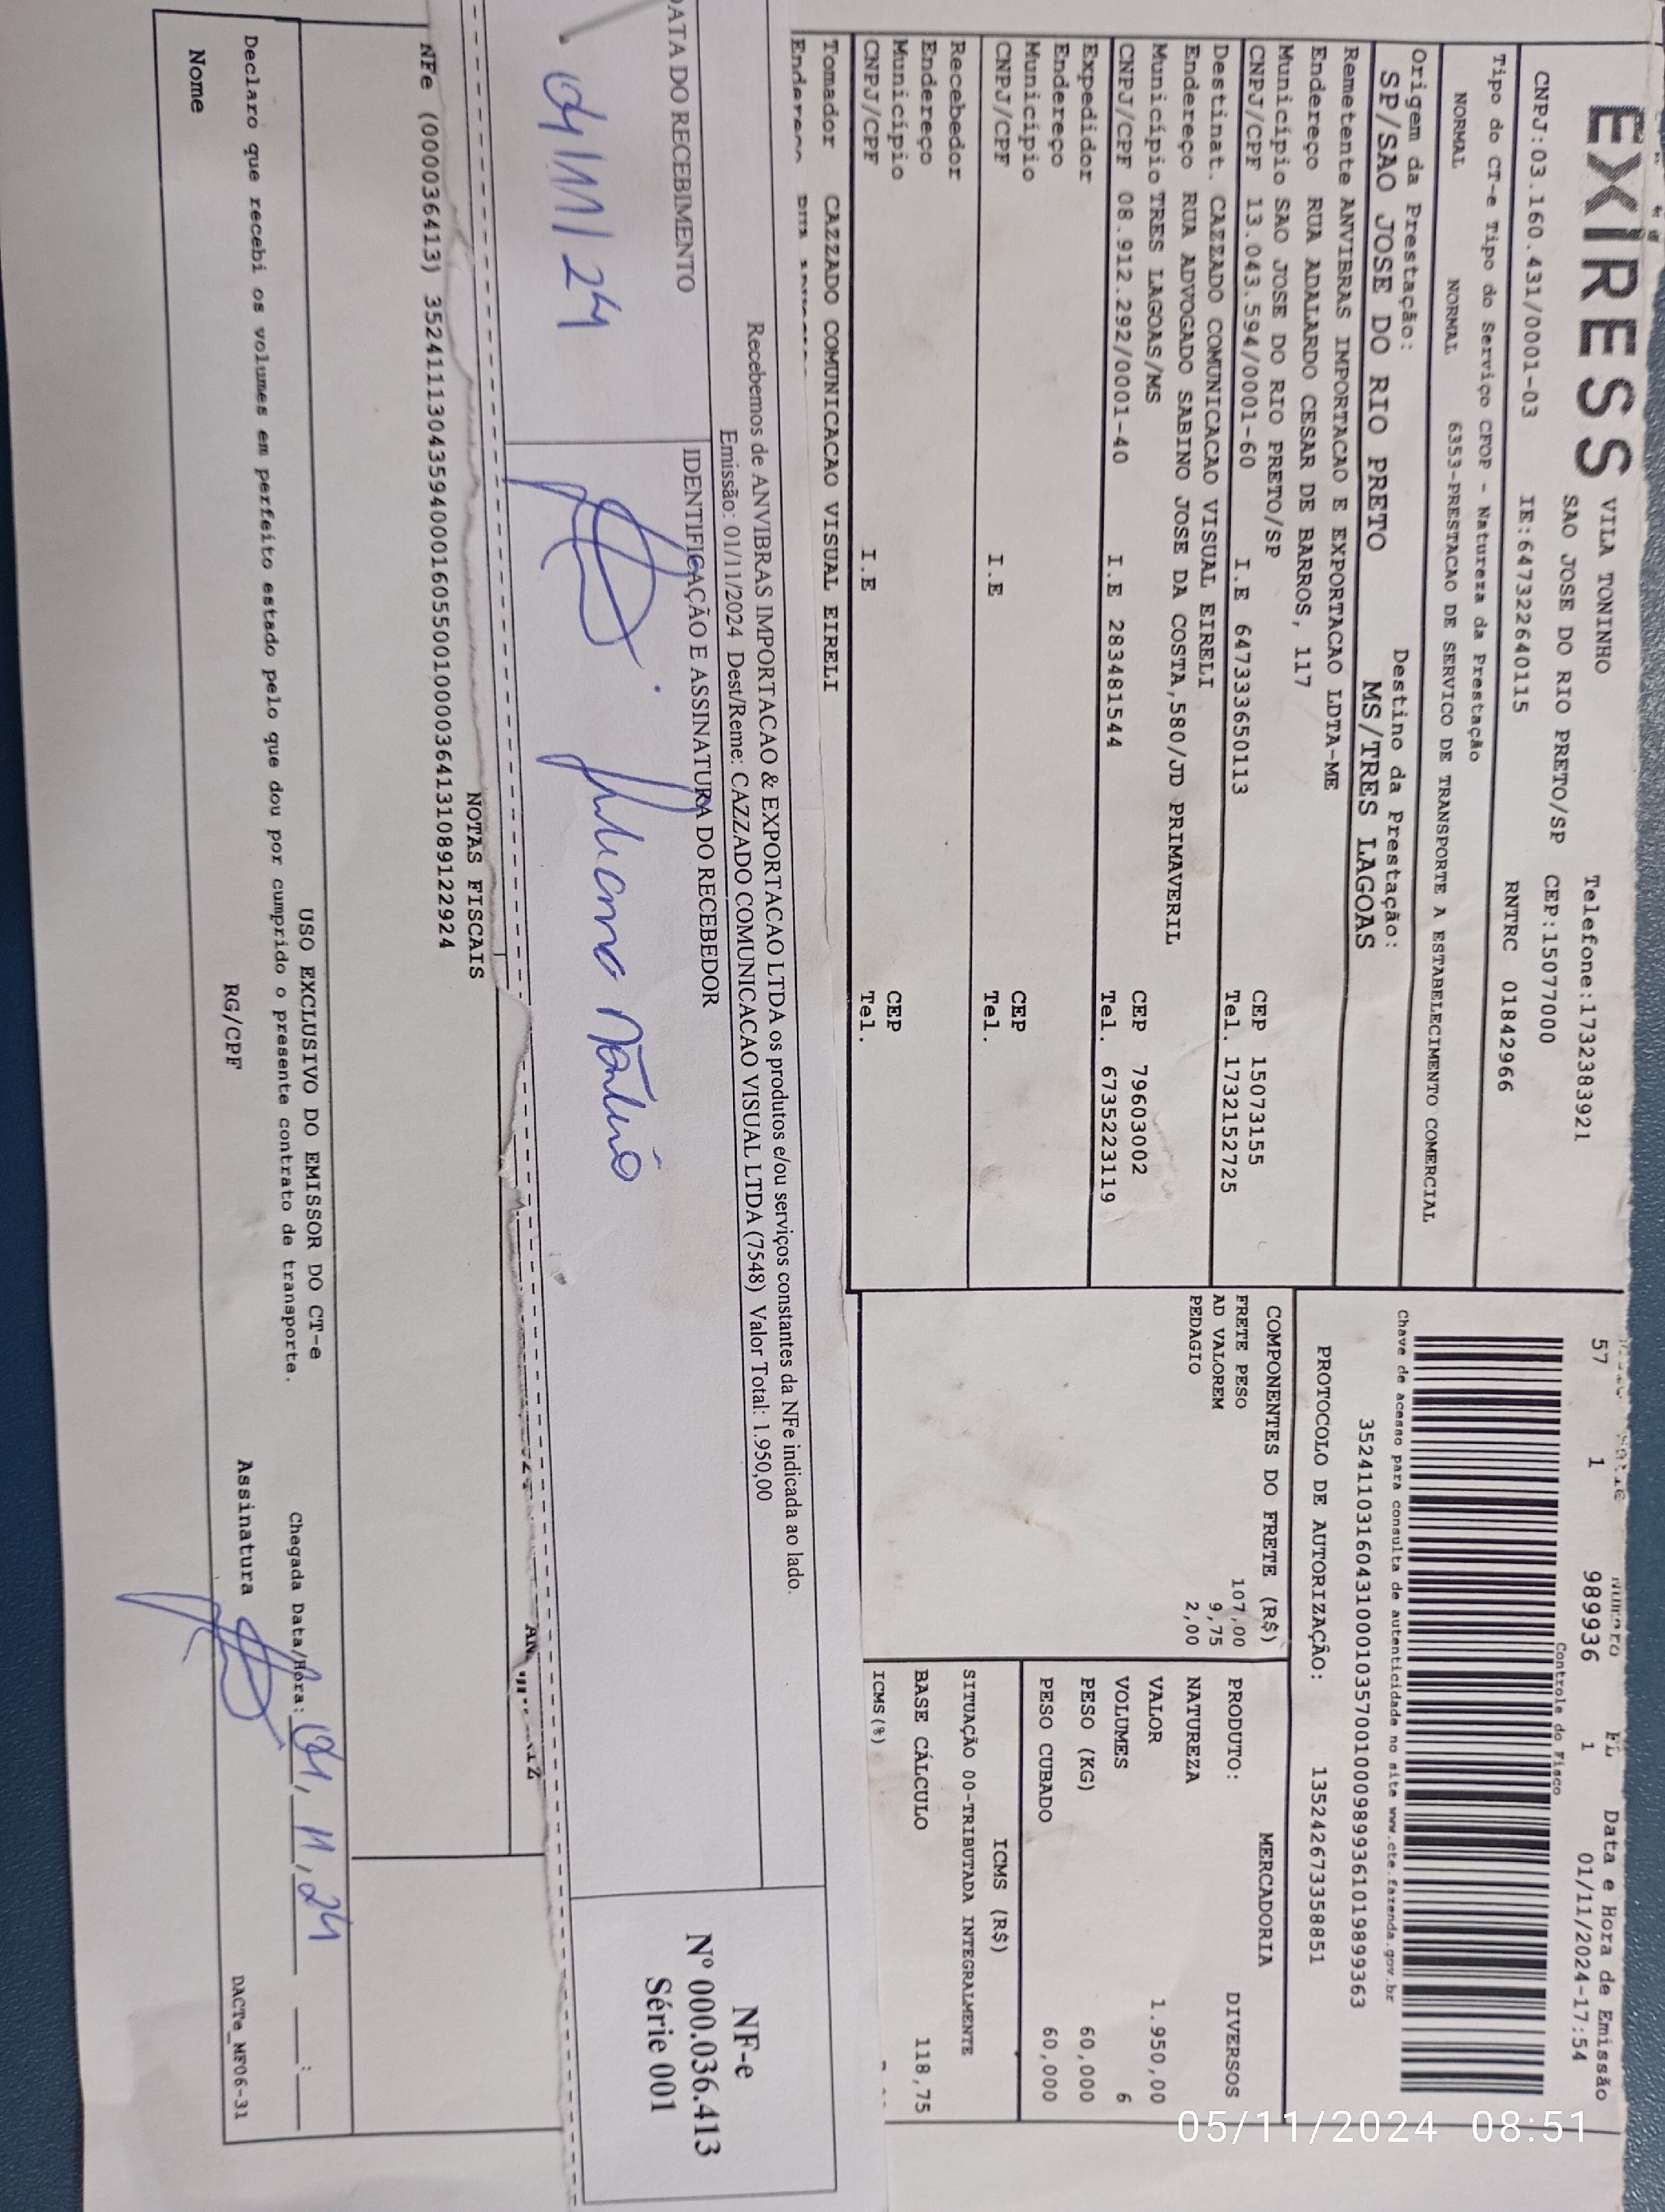 EXPRESS
VILA TONINHO
Telefone:1732383921
SAO JOSE DO RIO PRETO/SP CEP:15077000
CNPJ:03.160.431/0001-03 IE:647322640115 RNTRC 01842966
Tipo do CT-e Tipo do Serviço CFOP - Natureza da Prestação
NORMAL NORMAL 6353-PRESTACAO DE SERVICO DE TRANSPORTE A ESTABELECIMENTO COMERCIAL
Origem da Prestação: Destino da Prestação:
SP/SAO JOSE DO RIO PRETO MS/TRES LAGOAS
Remetente ANVIBRAS IMPORTACAO E EXPORTACAO LDTA-ME
Endereço RUA ADALARDO CESAR DE BARROS, 117
Município SAO JOSE DO RIO PRETO/SP CEP 15073155
CNPJ/CPF 13.043.594/0001-60 I.E 647333650113 Tel. 1732152725
Destinat. CAZZADO COMUNICACAO VISUAL EIRELI
Endereço RUA ADVOGADO SABINO JOSE DA COSTA,580/JD PRIMAVERIL
Município TRES LAGOAS/MS CEP 79603002
CNPJ/CPF 08.912.292/0001-40 I.E 283481544 Tel. 6735223119
Expedidor
Endereço
Município CEP
CNPJ/CPF I.E Tel.
Recebedor
Endereço
Município CEP
CNPJ/CPF I.E Tel.
Tomador CAZZADO COMUNICACAO VISUAL EIRELI
Endereço RUA
Série Número FL Data e Hora de Emissão
57 1 989936 1 01/11/2024-17:54
Controle do Fisco
Chave de acesso para consulta de autenticidade no site www.cte.fazenda.gov.br
35241103160431000103570010009899361019899363
PROTOCOLO DE AUTORIZAÇÃO: 135242673358851
COMPONENTES DO FRETE (R$)
FRETE PESO 107,00
AD VALOREM 9,75
PEDAGIO 2,00
MERCADORIA
PRODUTO: DIVERSOS
NATUREZA
VALOR 1.950,00
VOLUMES 6
PESO (KG) 60,000
PESO CUBADO 60,000
ICMS (R$)
SITUAÇÃO 00-TRIBUTADA INTEGRALMENTE
BASE CÁLCULO 118,75
ICMS(%)
Recebemos de ANVIBRAS IMPORTACAO & EXPORTACAO LTDA os produtos e/ou serviços constantes da NFe indicada ao lado.
Emissão: 01/11/2024 Dest/Reme: CAZZADO COMUNICACAO VISUAL LTDA (7548) Valor Total: 1.950,00
DATA DO RECEBIMENTO
IDENTIFICAÇÃO E ASSINATURA DO RECEBEDOR
04/11/24
NF-e
Nº 000.036.413
Série 001
NOTAS FISCAIS
NFe (000036413) 35241113043594000160550010000364131089122924
USO EXCLUSIVO DO EMISSOR DO CT-e
Declaro que recebi os volumes em perfeito estado pelo que dou por cumprido o presente contrato de transporte.
Chegada Data/Hora: 04, 11, 24 __:__
Nome RG/CPF Assinatura
DACTe_MF06-31
05/11/2024 08:51